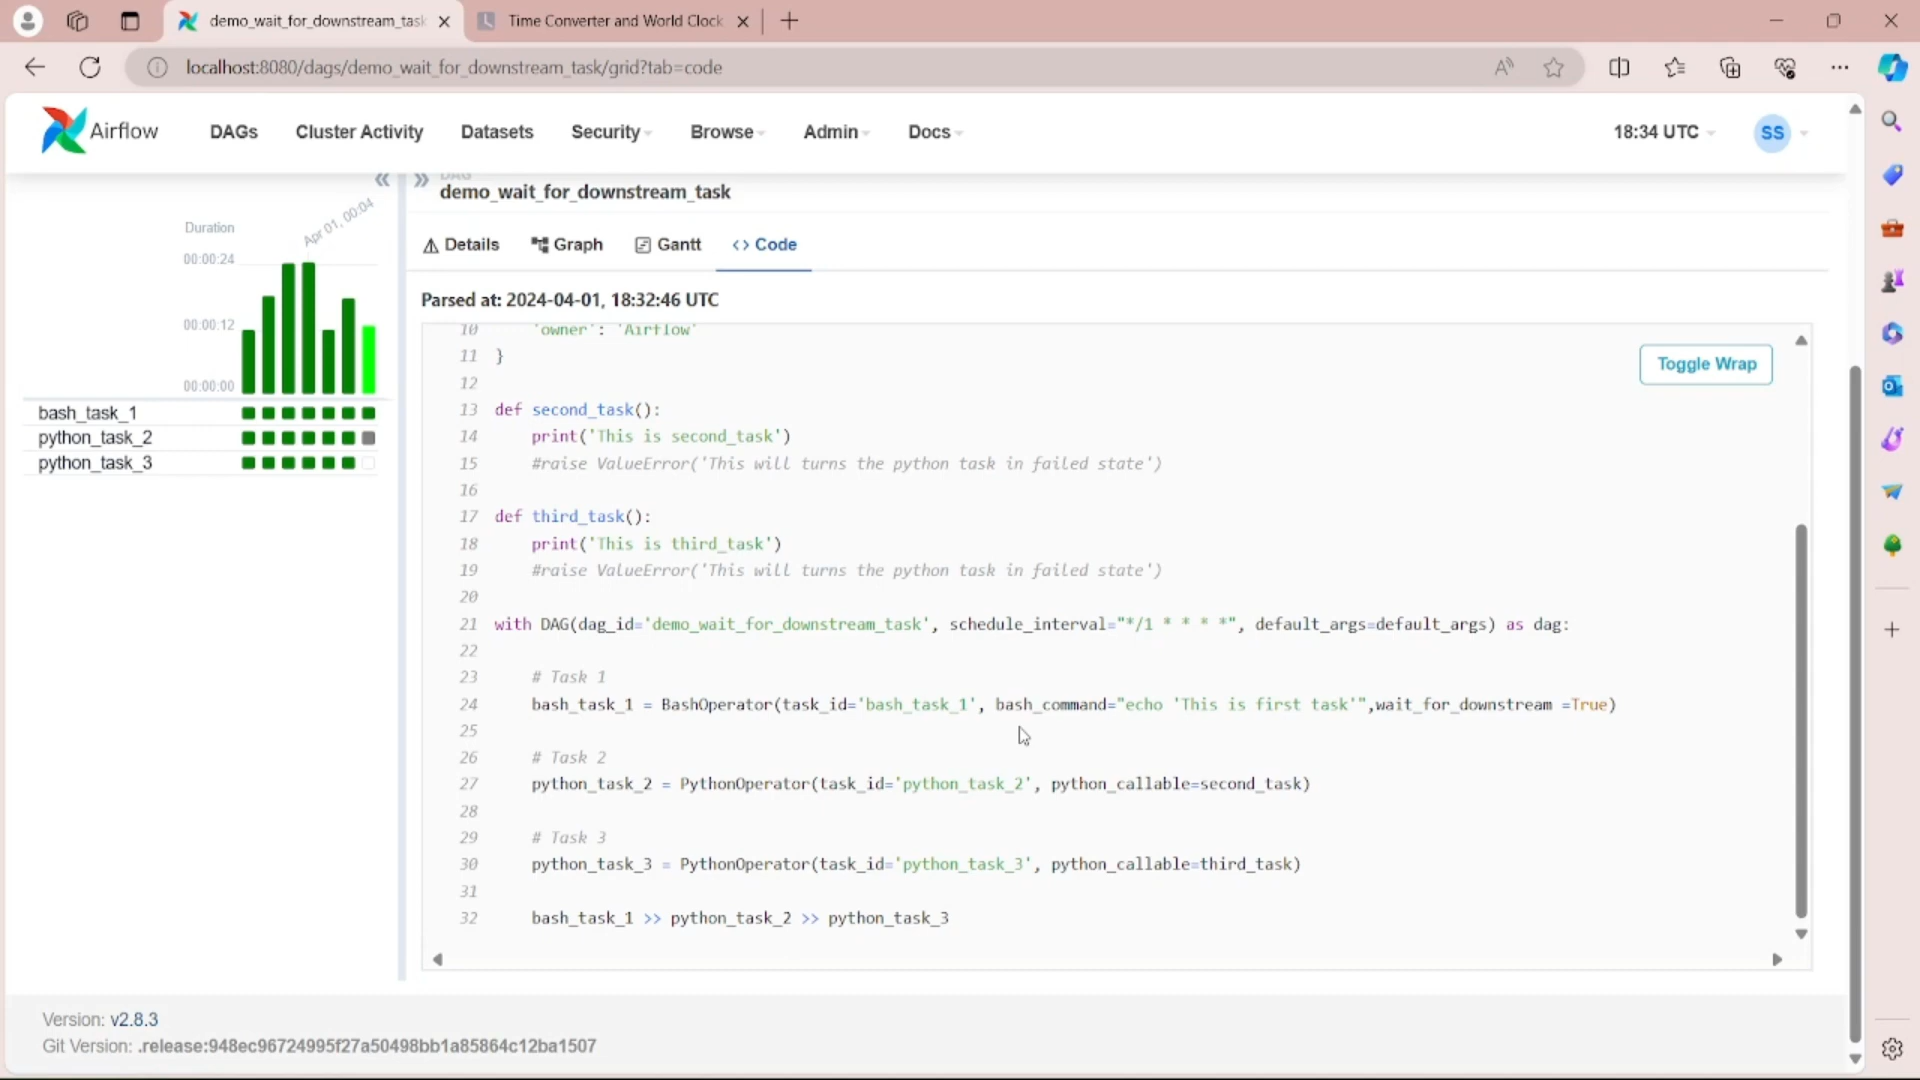 demo_wait_for_downstream_task
Time Converter and World Clock
localhost:8080/dags/demo_wait_for_downstream_task/grid?tab=code
Airflow
DAGs
Cluster Activity
Datasets
Security
Browse
Admin
Docs
18:34 UTC
SS
DAG
demo_wait_for_downstream_task
Details
Graph
Gantt
<> Code
Duration
Apr 01, 00:04
00:00:24
00:00:12
00:00:00
bash_task_1
python_task_2
python_task_3
Parsed at: 2024-04-01, 18:32:46 UTC
Toggle Wrap
10 'owner': 'Airflow'
11 }
12
13 def second_task():
14 print('This is second_task')
15 #raise ValueError('This will turns the python task in failed state')
16
17 def third_task():
18 print('This is third_task')
19 #raise ValueError('This will turns the python task in failed state')
20
21 with DAG(dag_id='demo_wait_for_downstream_task', schedule_interval="*/1 * * * *", default_args=default_args) as dag:
22
23 # Task 1
24 bash_task_1 = BashOperator(task_id='bash_task_1', bash_command="echo 'This is first task'",wait_for_downstream =True)
25
26 # Task 2
27 python_task_2 = PythonOperator(task_id='python_task_2', python_callable=second_task)
28
29 # Task 3
30 python_task_3 = PythonOperator(task_id='python_task_3', python_callable=third_task)
31
32 bash_task_1 >> python_task_2 >> python_task_3
Version: v2.8.3
Git Version: .release:948ec96724995f27a50498bb1a85864c12ba1507